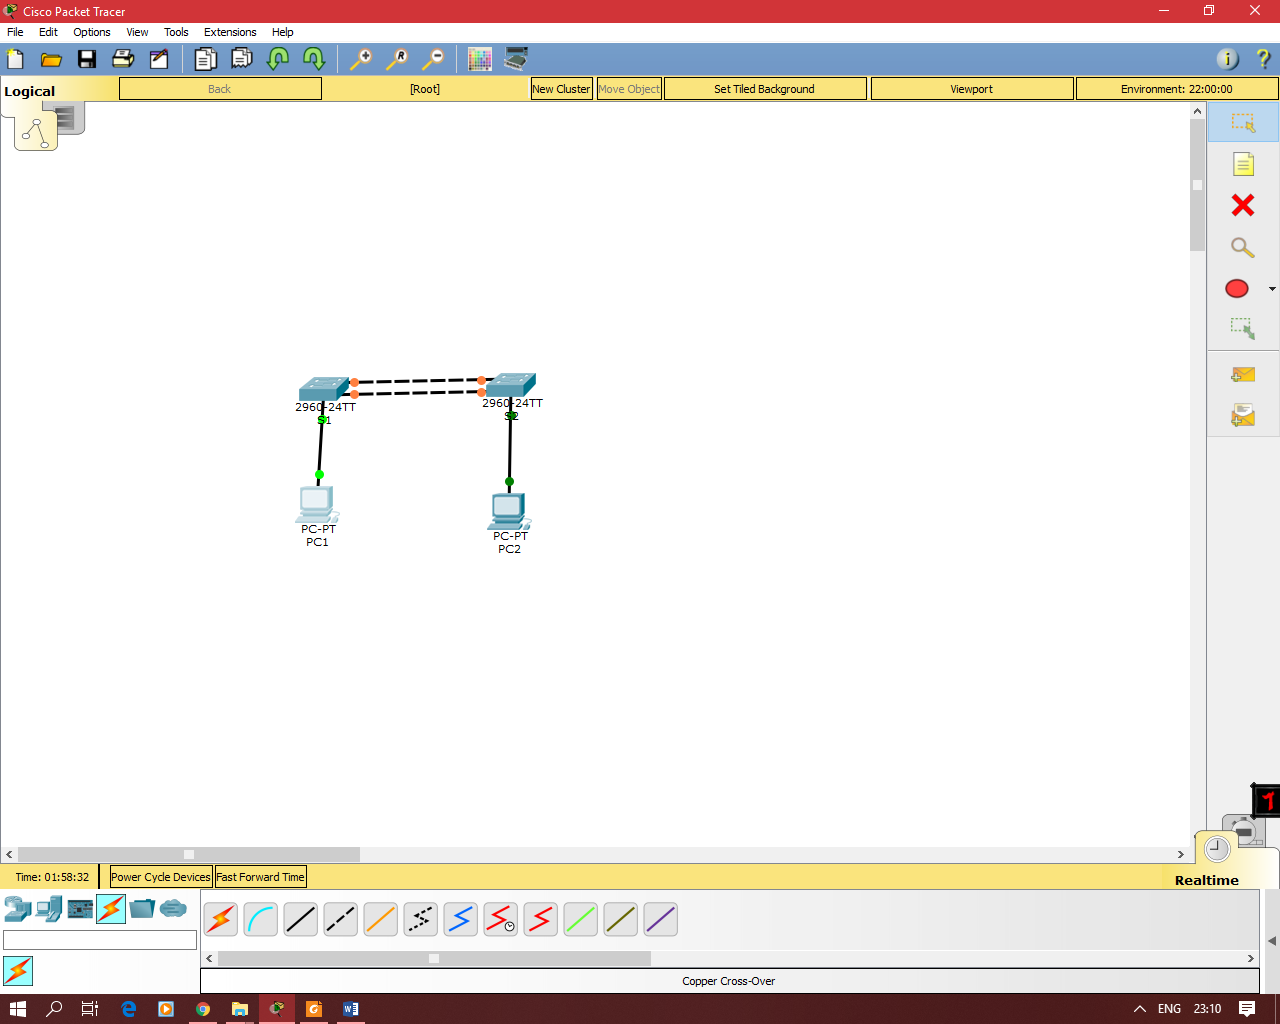 Cisco Packet Tracer
File Edit Options View Tools Extensions Help
Logical Back [Root] New Cluster Move Object Set Tiled Background Viewport Environment: 22:00:00
2960-24TT
S1
2960-24TT
S2
PC-PT
PC1
PC-PT
PC2
Time: 01:58:32 Power Cycle Devices Fast Forward Time
Realtime
Copper Cross-Over
ENG 23:10